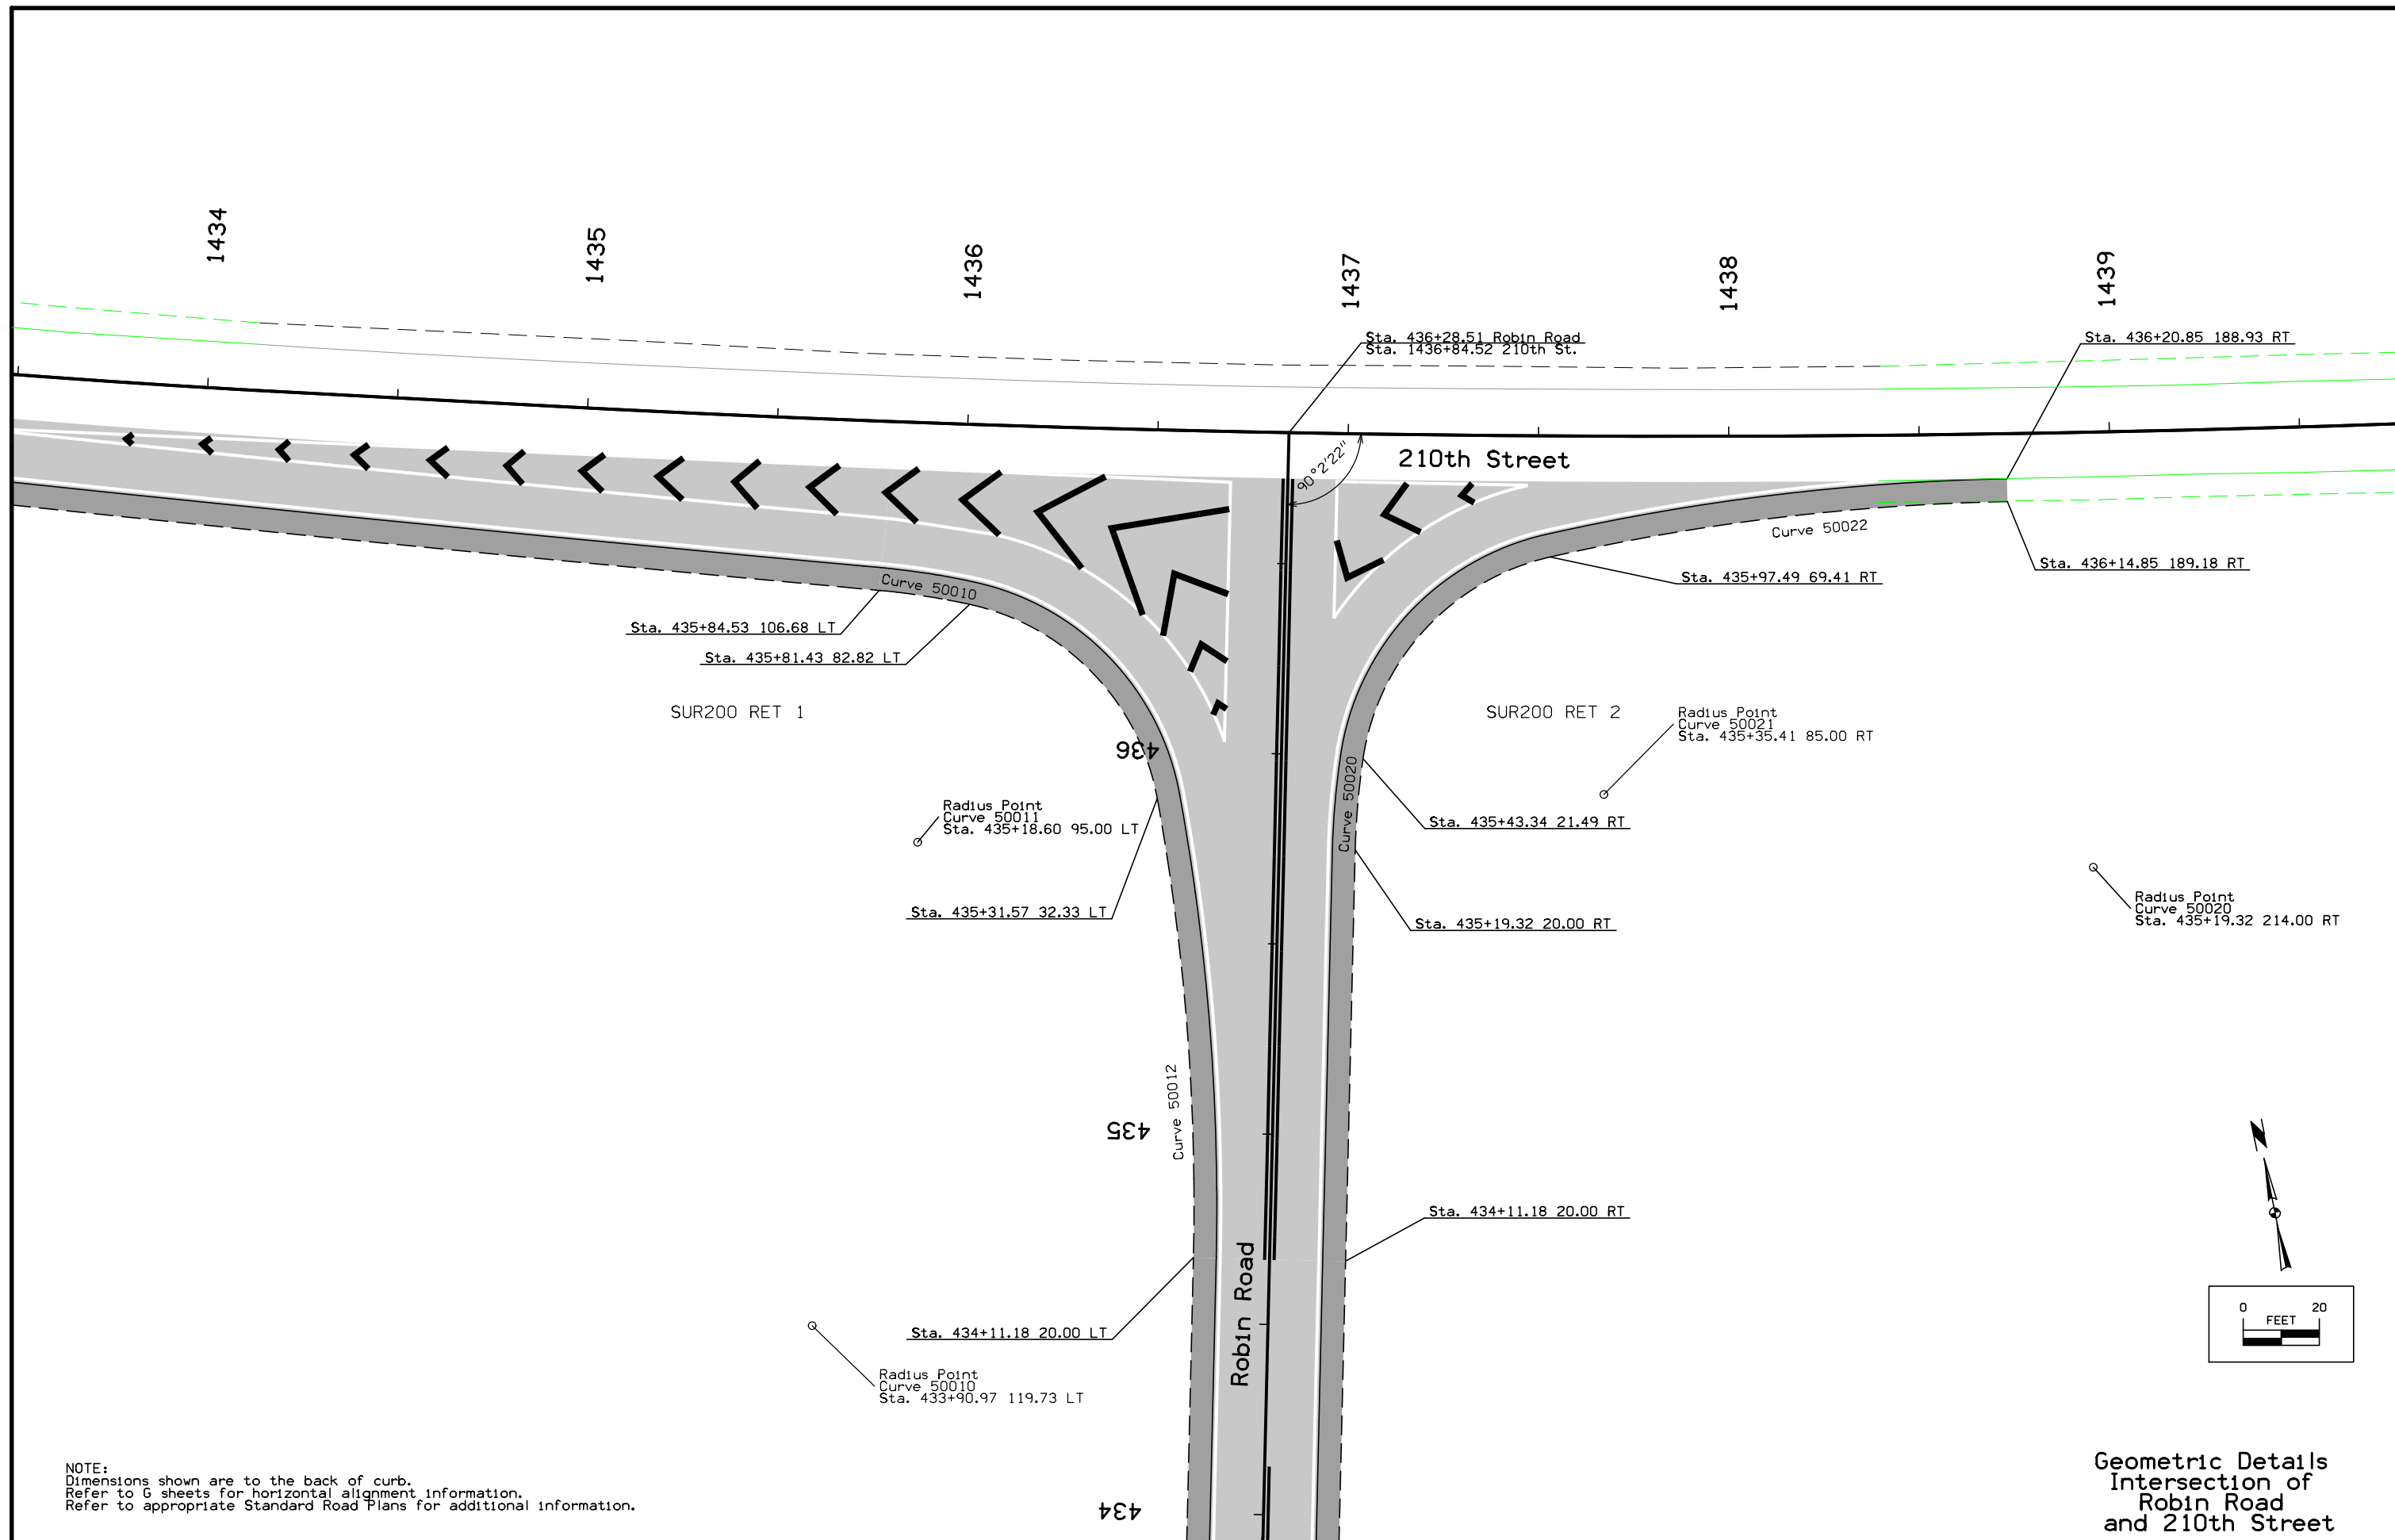 1434
1435
1436
1437
1438
1439
Sta. 436+28.51 Robin Road
Sta. 1436+84.52 210th St.
Sta. 436+20.85 188.93 RT
210th Street
90°2'22"
Curve 50022
Sta. 436+14.85 189.18 RT
Sta. 435+97.49 69.41 RT
Curve 50010
Sta. 435+84.53 106.68 LT
Sta. 435+81.43 82.82 LT
SUR200 RET 1
SUR200 RET 2
Radius Point
Curve 50021
Sta. 435+35.41 85.00 RT
436
Radius Point
Curve 50011
Sta. 435+18.60 95.00 LT
Curve 50020
Sta. 435+43.34 21.49 RT
Radius Point
Curve 50020
Sta. 435+19.32 214.00 RT
Sta. 435+31.57 32.33 LT
Sta. 435+19.32 20.00 RT
Curve 50012
435
Sta. 434+11.18 20.00 RT
Robin Road
Sta. 434+11.18 20.00 LT
N
0 20
FEET
Radius Point
Curve 50010
Sta. 433+90.97 119.73 LT
434
NOTE:
Dimensions shown are to the back of curb.
Refer to G sheets for horizontal alignment information.
Refer to appropriate Standard Road Plans for additional information.
Geometric Details
Intersection of
Robin Road
and 210th Street